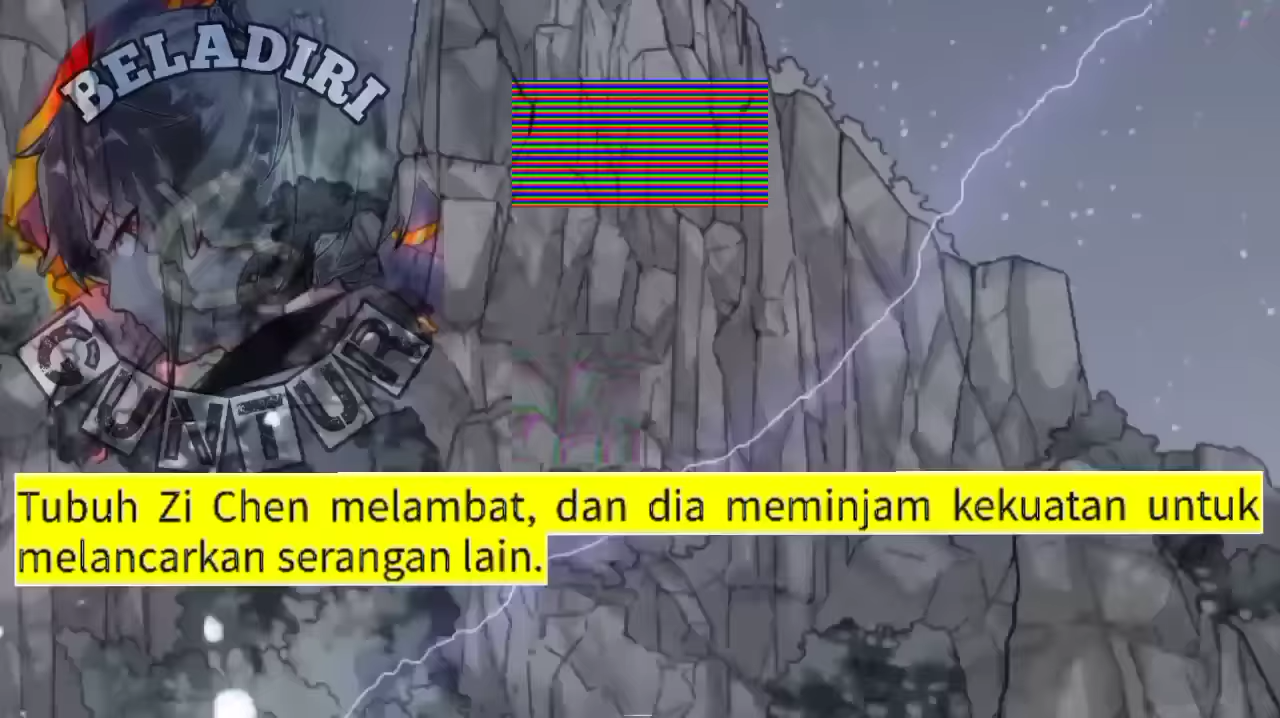 BELADIRI
GUNTUR
Tubuh Zi Chen melambat, dan dia meminjam kekuatan untuk
melancarkan serangan lain.